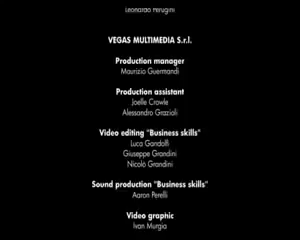 Leonardo Perugini
VEGAS MULTIMEDIA S.r.l.
Production manager
Maurizio Guermandi
Production assistant
Joelle Crowle
Alessandro Grazioli
Video editing "Business skills"
Luca Gandolfi
Giuseppe Grandini
Nicolò Grandini
Sound production "Business skills"
Aaron Perelli
Video graphic
Ivan Murgia